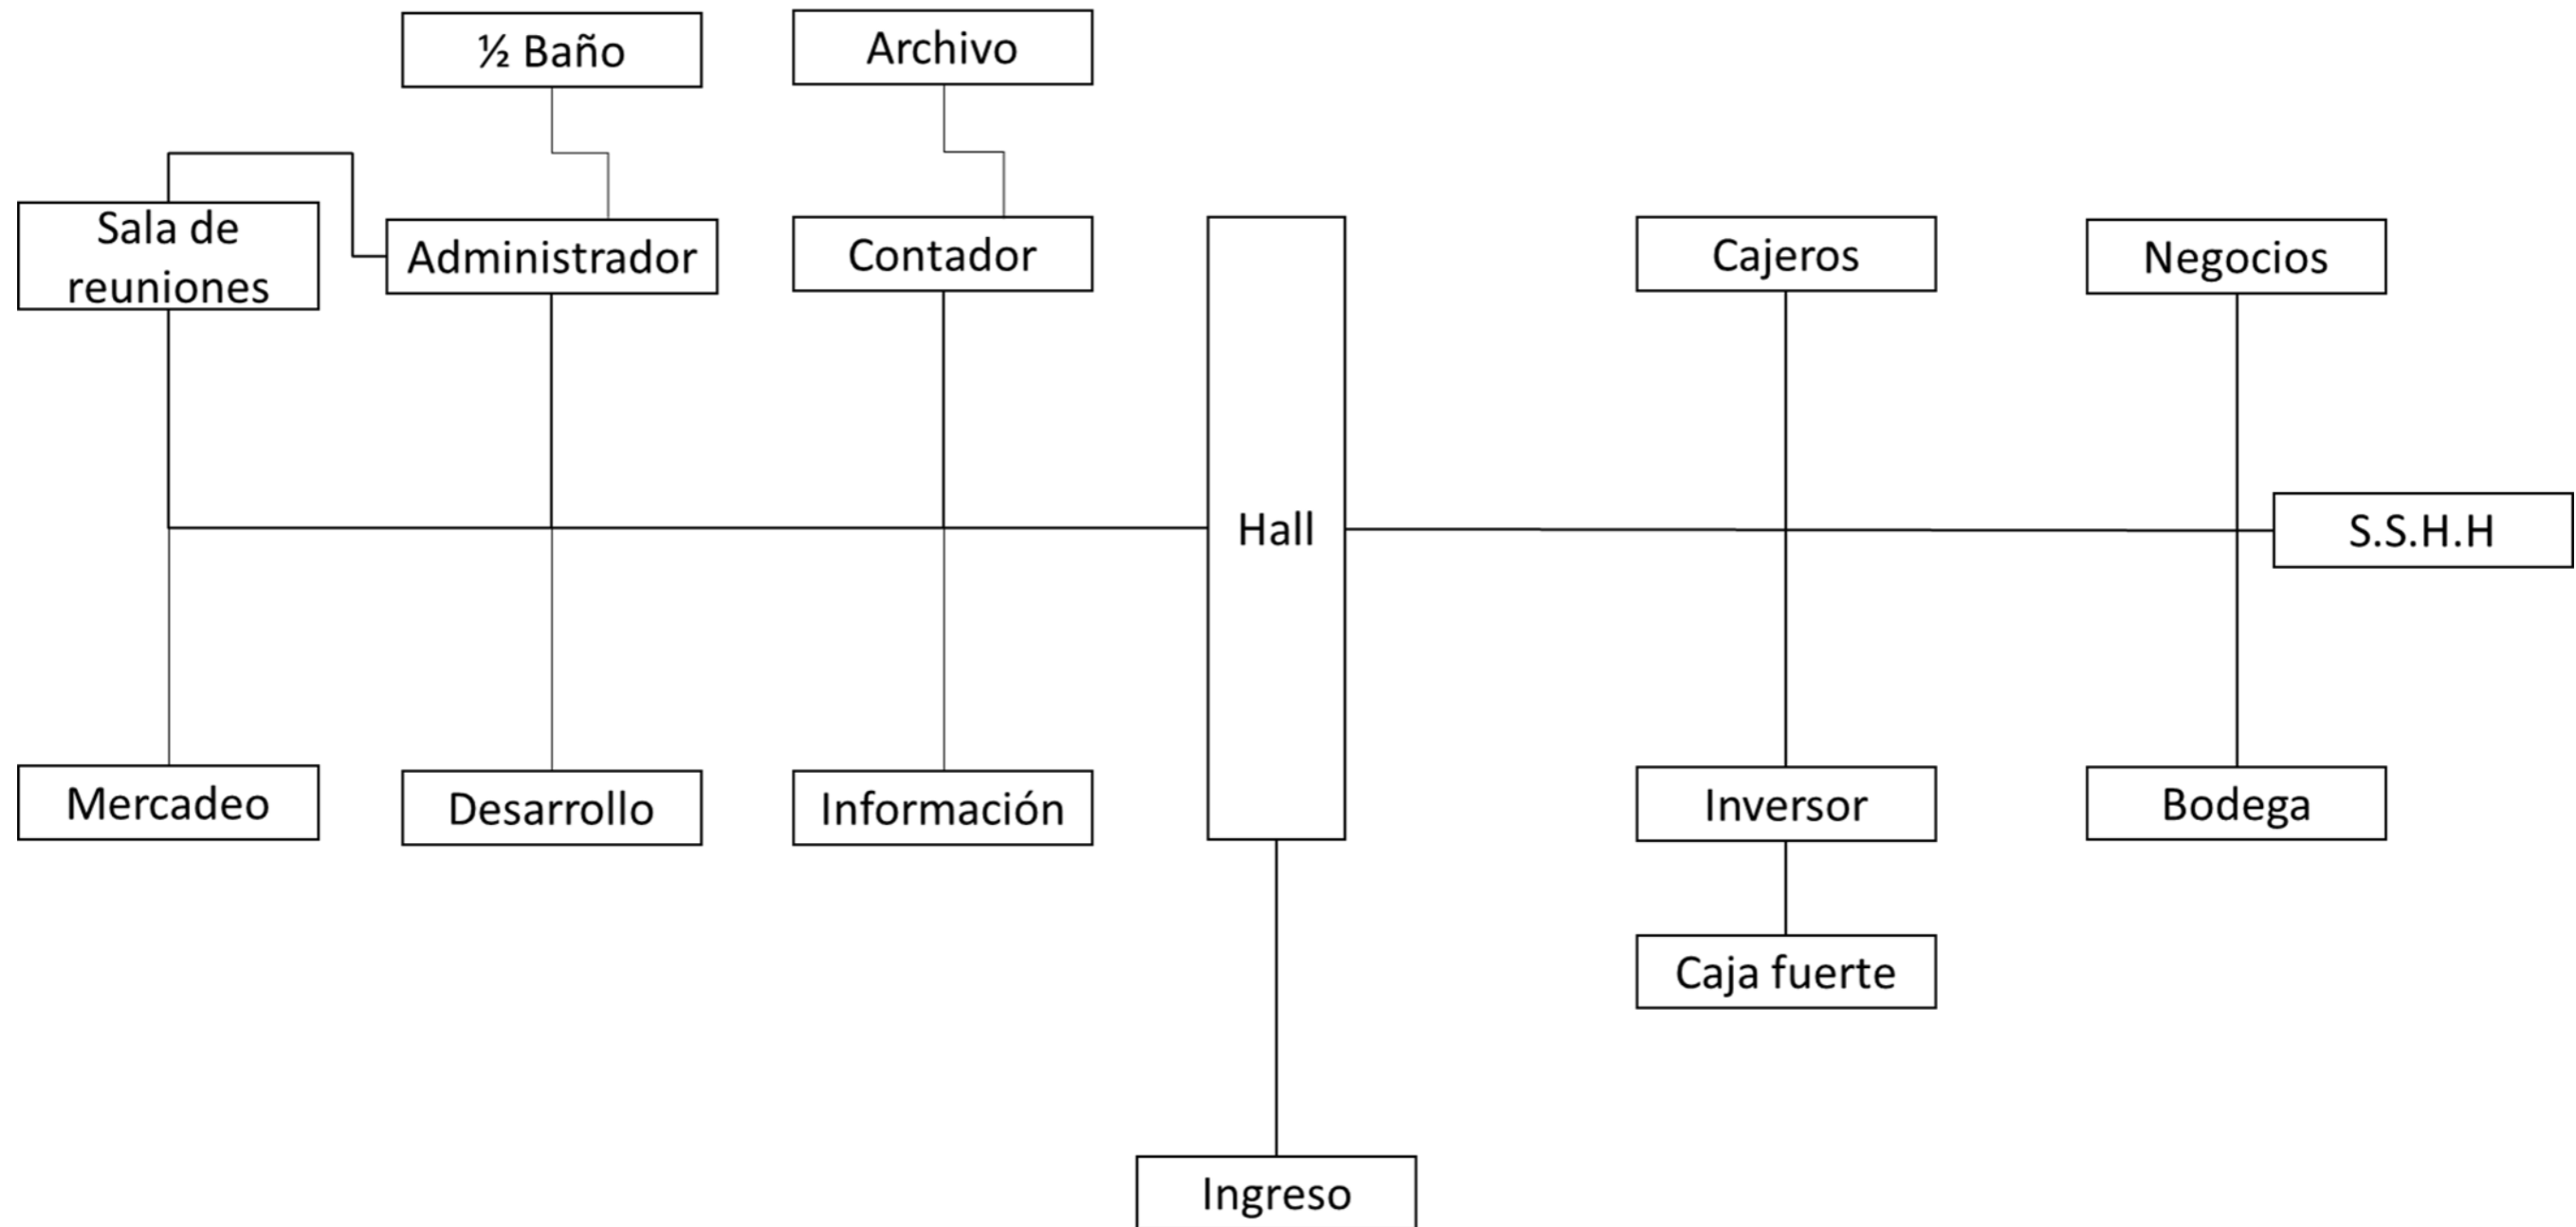 ½ Baño
Archivo
Sala de
reuniones
Administrador
Contador
Cajeros
Negocios
Hall
S.S.H.H
Mercadeo
Desarrollo
Información
Inversor
Bodega
Caja fuerte
Ingreso